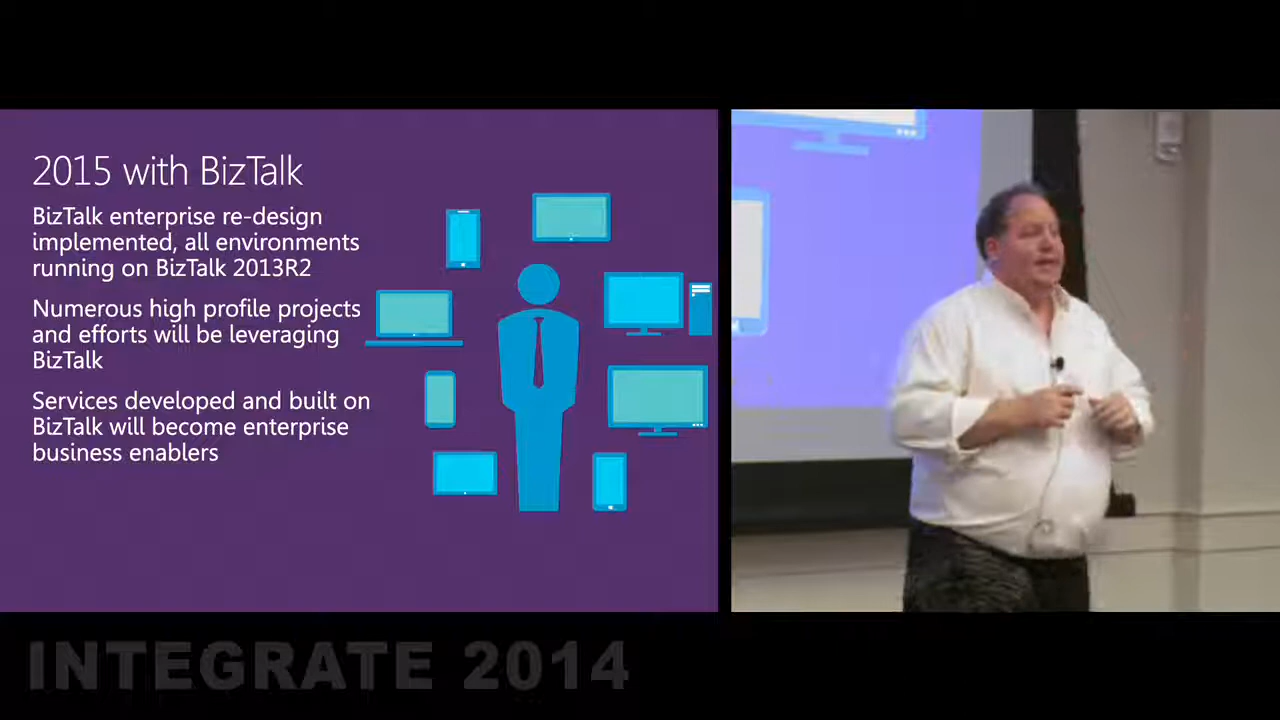 2015 with BizTalk
BizTalk enterprise re-design
implemented, all environments
running on BizTalk 2013R2
Numerous high profile projects
and efforts will be leveraging
BizTalk
Services developed and built on
BizTalk will become enterprise
business enablers
INTEGRATE 2014